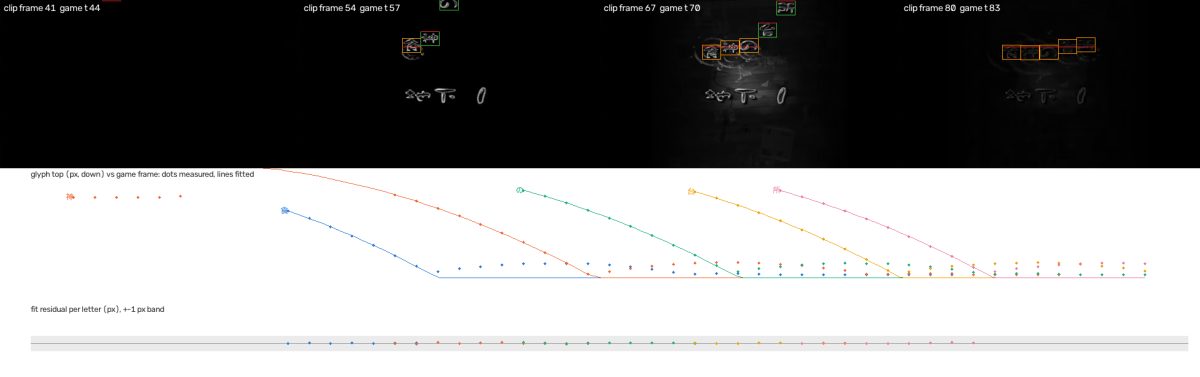 clip frame 41 game t 44
clip frame 54 game t 57
clip frame 67 game t 70
clip frame 80 game t 83
glyph top (px, down) vs game frame: dots measured, lines fitted
fit residual per letter (px), +-1 px band